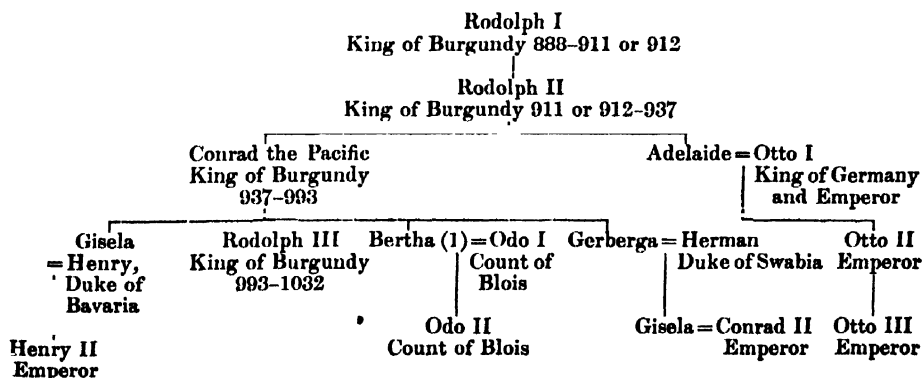 Rodolph I
King of Burgundy 888-911 or 912
Rodolph II
King of Burgundy 911 or 912-937
Conrad the Pacific
King of Burgundy
937-993
Adelaide = Otto I
King of Germany
and Emperor
Gisela
= Henry,
Duke of
Bavaria
Rodolph III
King of Burgundy
993-1032
Bertha (1) = Odo I
Count of
Blois
Gerberga = Herman
Duke of Swabia
Otto II
Emperor
Henry II
Emperor
Odo II
Count of Blois
Gisela = Conrad II
Emperor
Otto III
Emperor